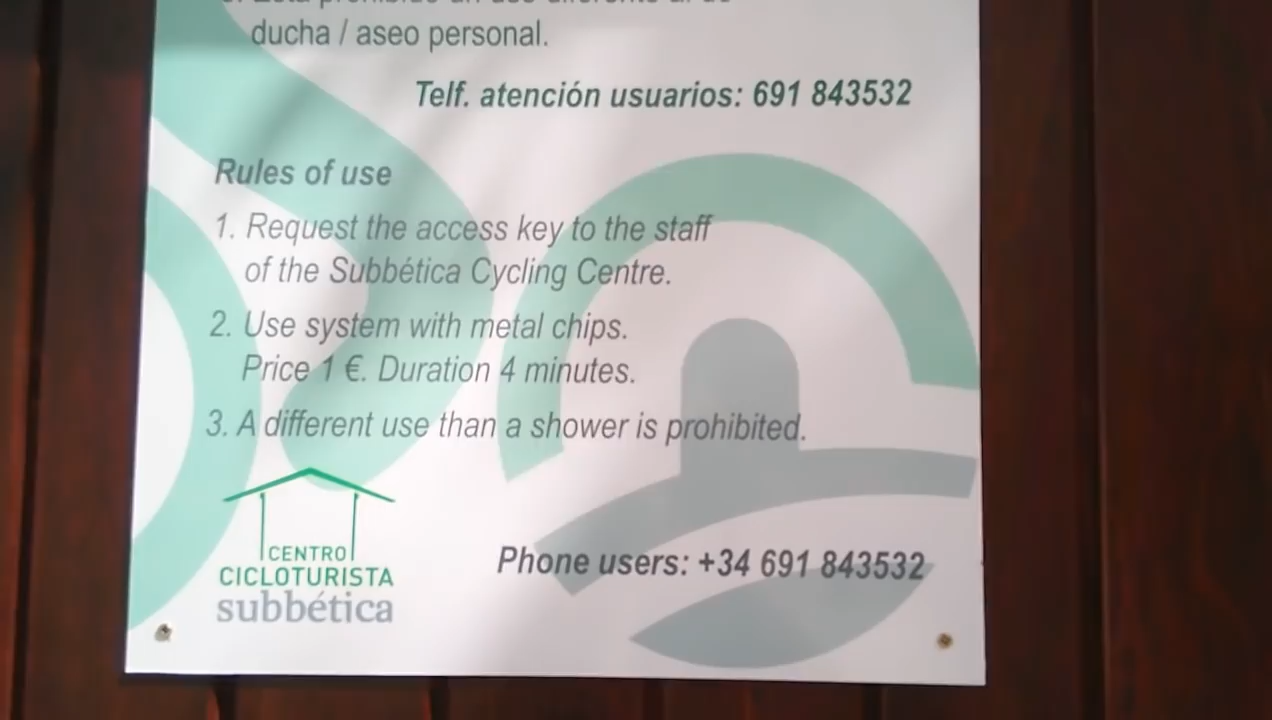 ducha / aseo personal.
Telf. atención usuarios: 691 843532
Rules of use
1. Request the access key to the staff
of the Subbética Cycling Centre.
2. Use system with metal chips.
Price 1 €. Duration 4 minutes.
3. A different use than a shower is prohibited.
CENTRO
CICLOTURISTA
subbética
Phone users: +34 691 843532